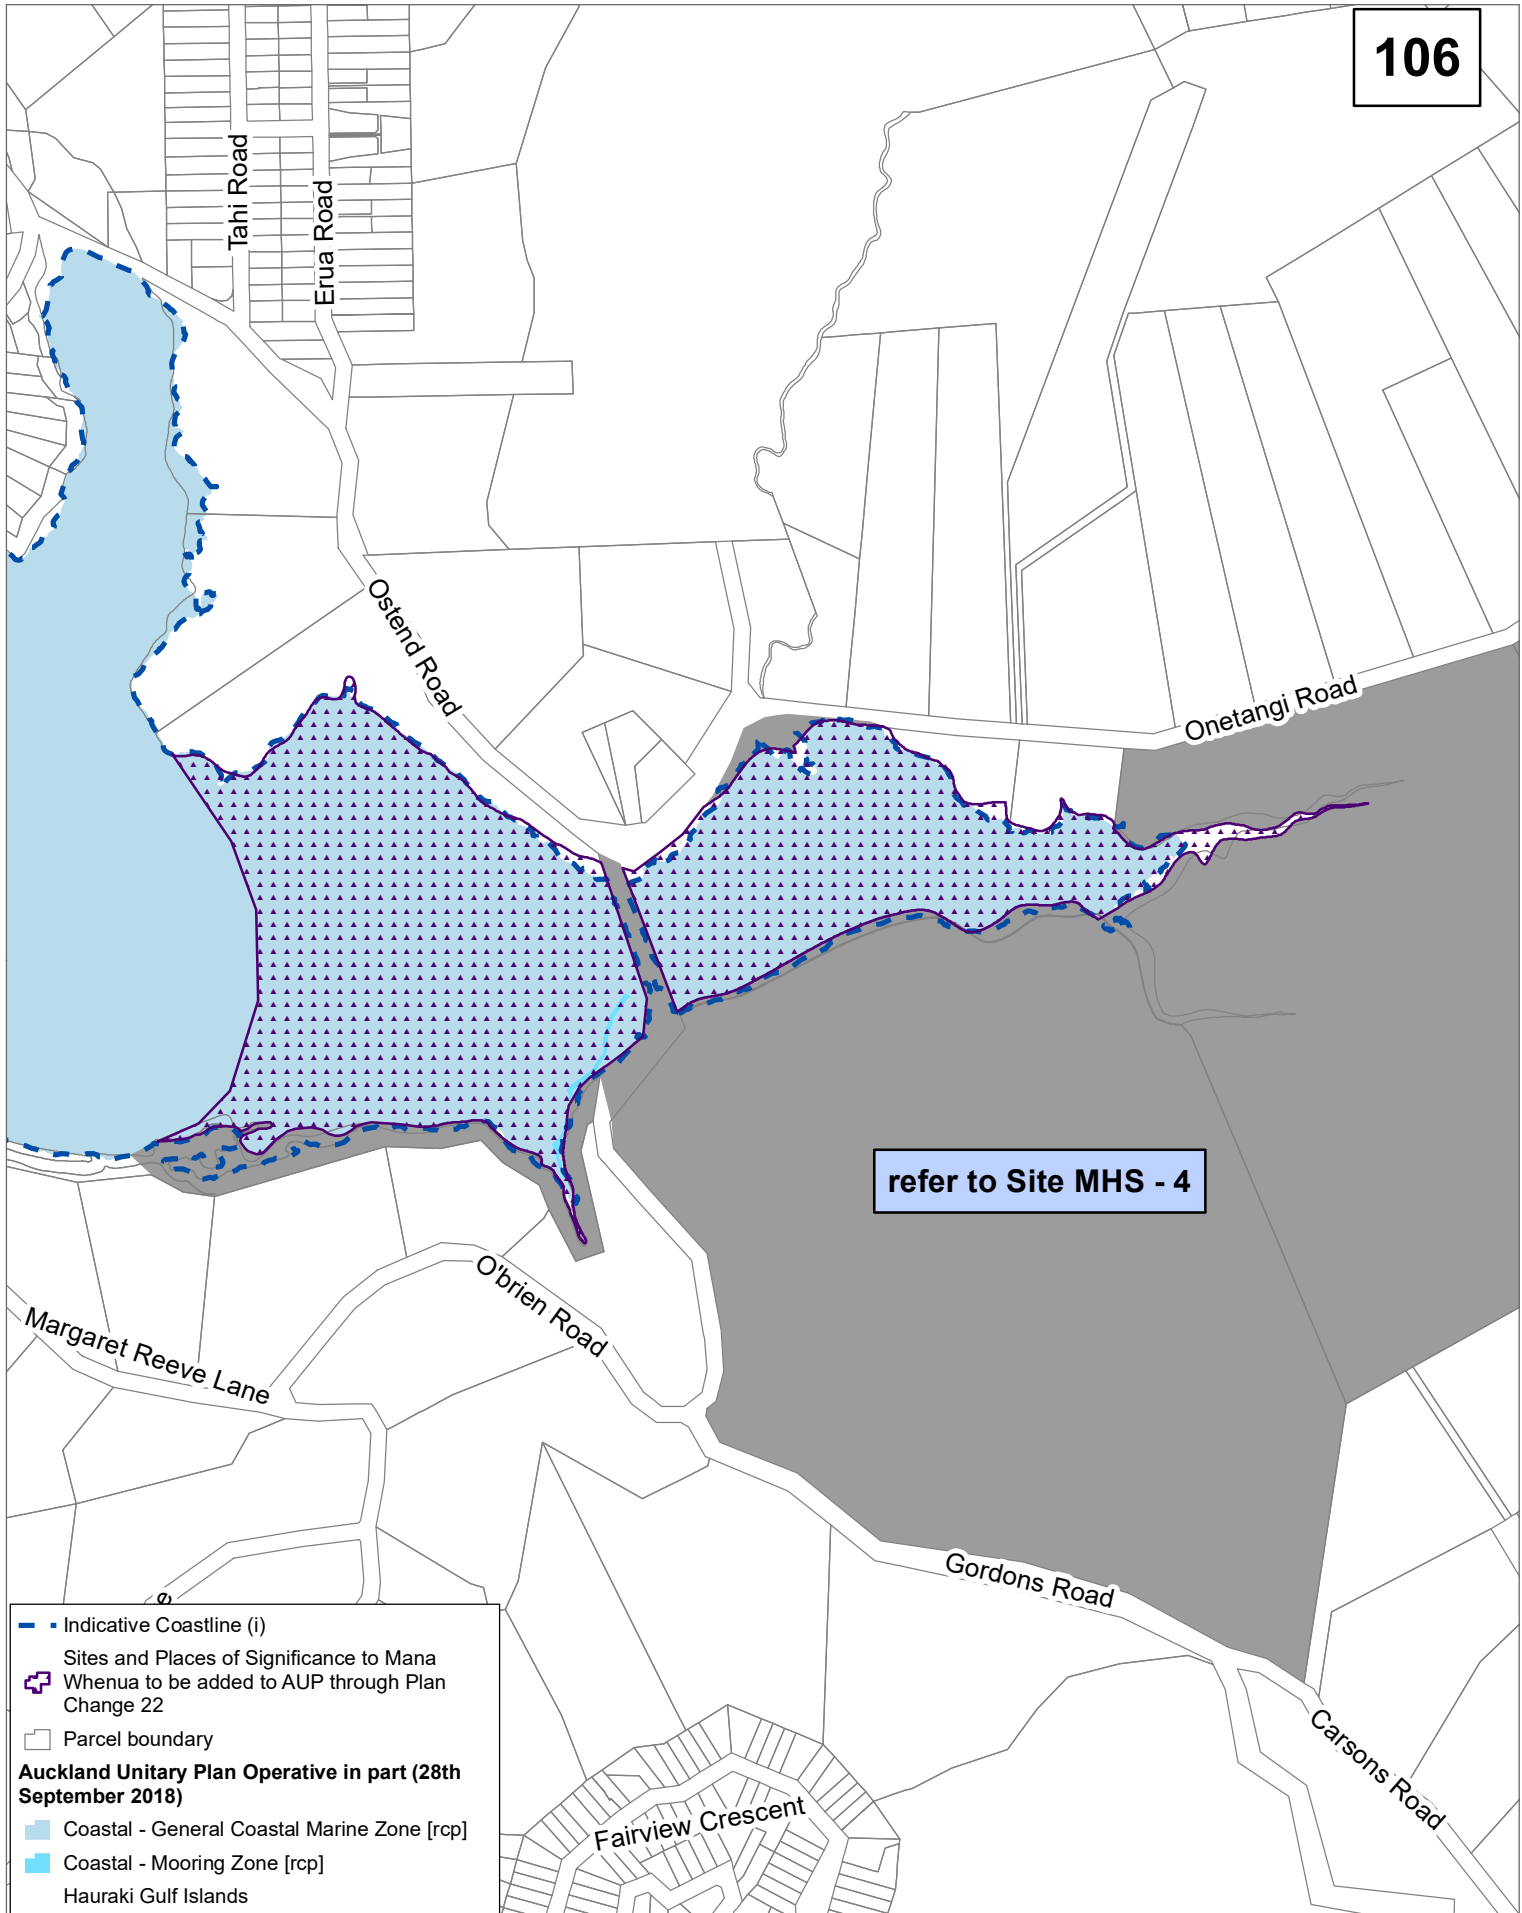 106
Tahi Road
Erua Road
Ostend Road
Onetangi Road
refer to Site MHS - 4
O'brien Road
Margaret Reeve Lane
Gordons Road
Carsons Road
Fairview Crescent
e
Indicative Coastline (i)
Sites and Places of Significance to Mana
Whenua to be added to AUP through Plan
Change 22
Parcel boundary
Auckland Unitary Plan Operative in part (28th
September 2018)
Coastal - General Coastal Marine Zone [rcp]
Coastal - Mooring Zone [rcp]
Hauraki Gulf Islands